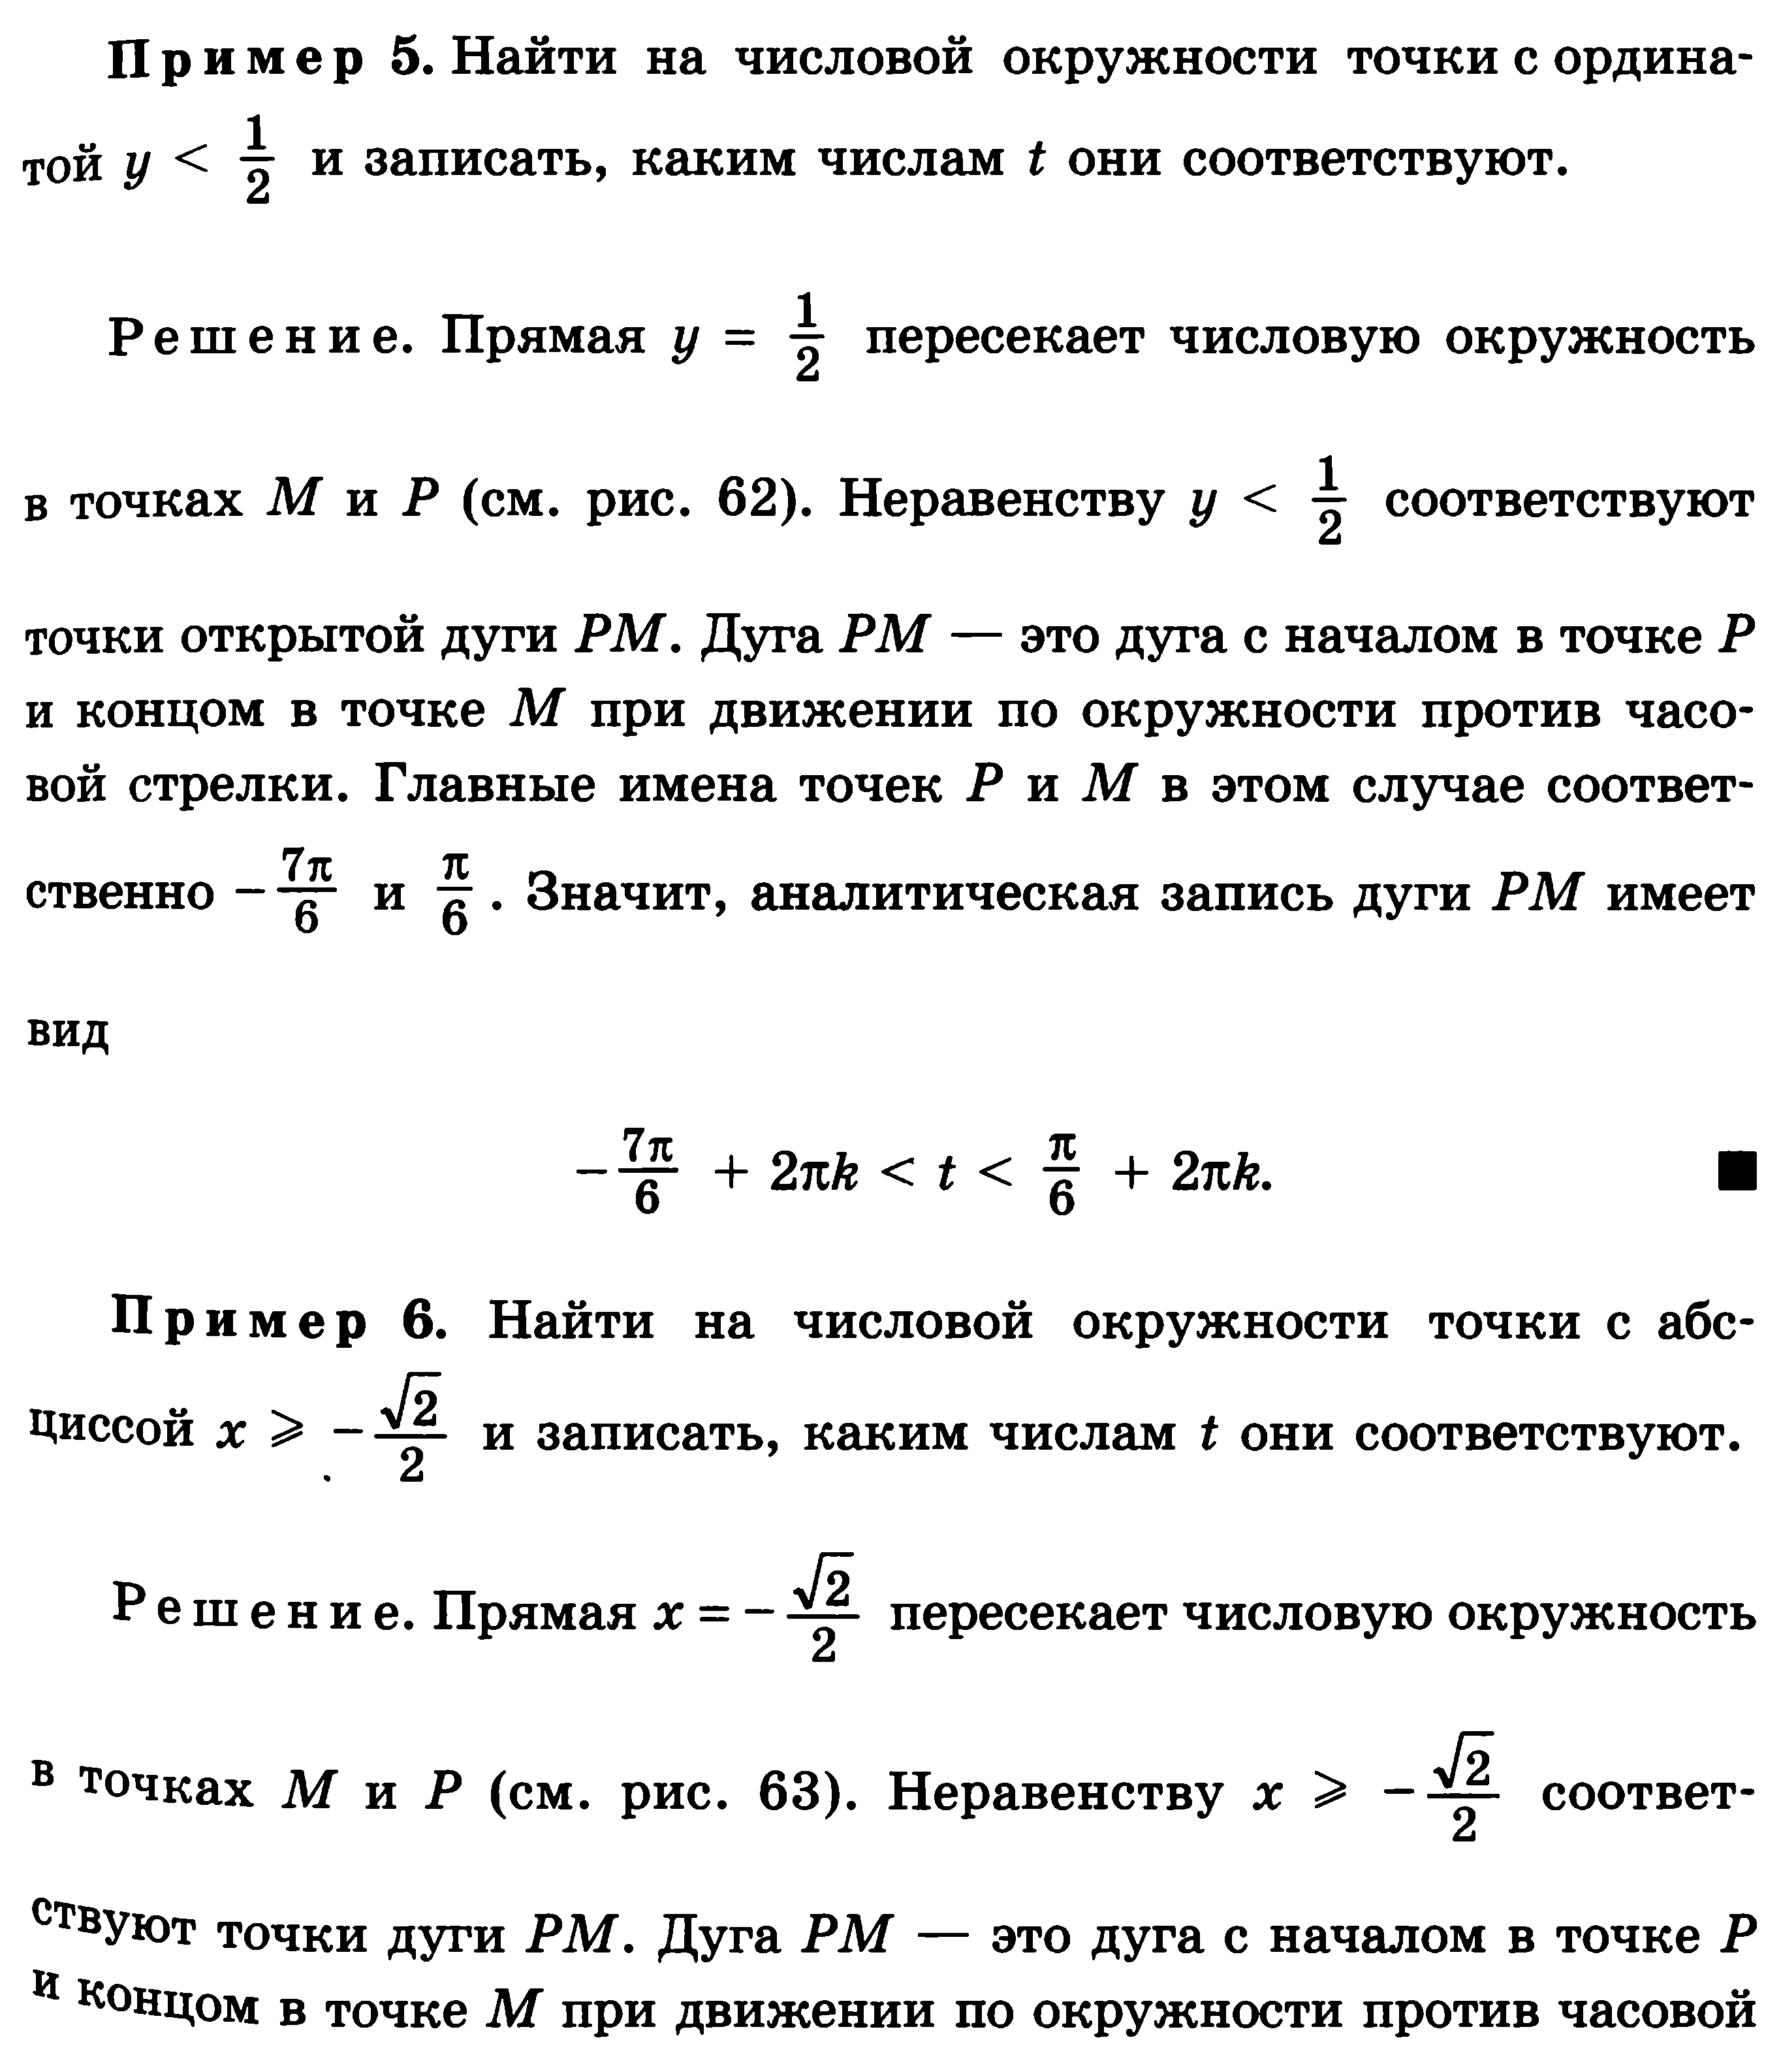 Пример 5. Найти на числовой окружности точки с ордина-
той y < 1/2 и записать, каким числам t они соответствуют.
Решение. Прямая y = 1/2 пересекает числовую окружность
в точках M и P (см. рис. 62). Неравенству y < 1/2 соответствуют
точки открытой дуги PM. Дуга PM — это дуга с началом в точке P
и концом в точке M при движении по окружности против часо-
вой стрелки. Главные имена точек P и M в этом случае соответ-
ственно −7π/6 и π/6. Значит, аналитическая запись дуги PM имеет
вид
−7π/6 + 2πk < t < π/6 + 2πk. ■
Пример 6. Найти на числовой окружности точки с абс-
циссой x ⩾ −√2/2 и записать, каким числам t они соответствуют.
Решение. Прямая x = −√2/2 пересекает числовую окружность
в точках M и P (см. рис. 63). Неравенству x ⩾ −√2/2 соответ-
ствуют точки дуги PM. Дуга PM — это дуга с началом в точке P
и концом в точке M при движении по окружности против часовой